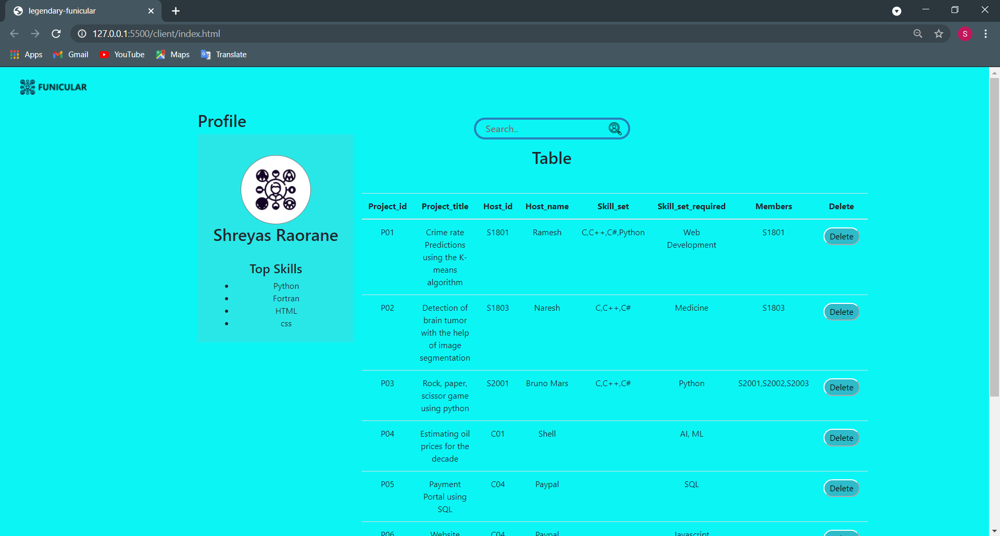 legendary-funicular
127.0.0.1:5500/client/index.html
S
Apps
Gmail
YouTube
Maps
Translate
FUNICULAR
Profile
Shreyas Raorane
Top Skills
Python
Fortran
HTML
css
Search..
Table
Project_id Project_title Host_id Host_name Skill_set Skill_set_required Members Delete
P01 Crime rate S1801 Ramesh C,C++,C#,Python Web S1801 Delete
Predictions Development
using the K-
means
algorithm
P02 Detection of S1803 Naresh C,C++,C# Medicine S1803 Delete
brain tumor
with the help
of image
segmentation
P03 Rock, paper, S2001 Bruno Mars C,C++,C# Python S2001,S2002,S2003 Delete
scissor game
using python
P04 Estimating oil C01 Shell AI, ML Delete
prices for the
decade
P05 Payment C04 Paypal SQL Delete
Portal using
SQL
P06 Website C04 Paypal Javascript